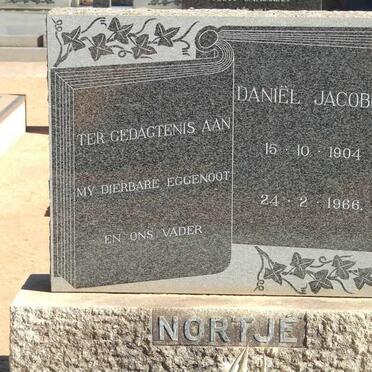 TER GEDAGTENIS AAN
MY DIERBARE EGGENOOT
EN ONS VADER
DANIËL JACOB
15 · 10 · 1904
24 · 2 · 1966.
NORTJE